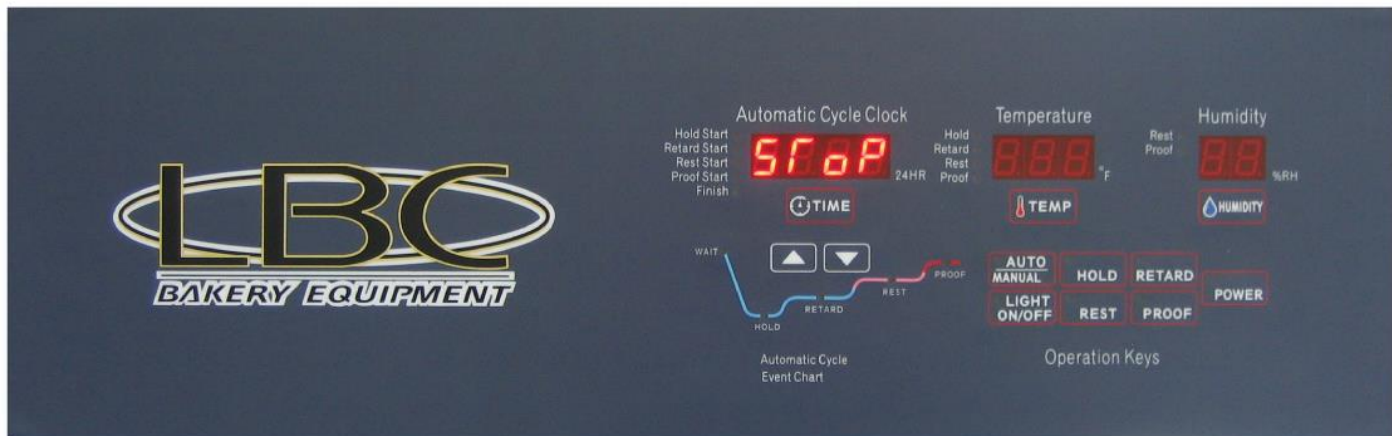 LBC
BAKERY EQUIPMENT
Automatic Cycle Clock
Hold Start
Retard Start
Rest Start
Proof Start
Finish
SToP
24HR
TIME
Temperature
Hold
Retard
Rest
Proof
°F
TEMP
Humidity
Rest
Proof
%RH
HUMIDITY
WAIT
HOLD
RETARD
REST
PROOF
Automatic Cycle
Event Chart
AUTO
MANUAL
HOLD
RETARD
POWER
LIGHT
ON/OFF
REST
PROOF
Operation Keys